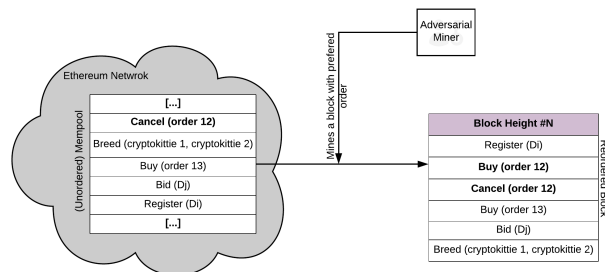 Adversarial
Miner
Ethereum Netwrok
Mines a block with prefered
order
(Unordered) Mempool
[...]
Cancel (order 12)
Breed (cryptokittie 1, cryptokittie 2)
Buy (order 13)
Bid (Dj)
Register (Di)
[...]
Block Height #N
Register (Di)
Buy (order 12)
Cancel (order 12)
Buy (order 13)
Bid (Dj)
Breed (cryptokittie 1, cryptokittie 2)
Reordered Block